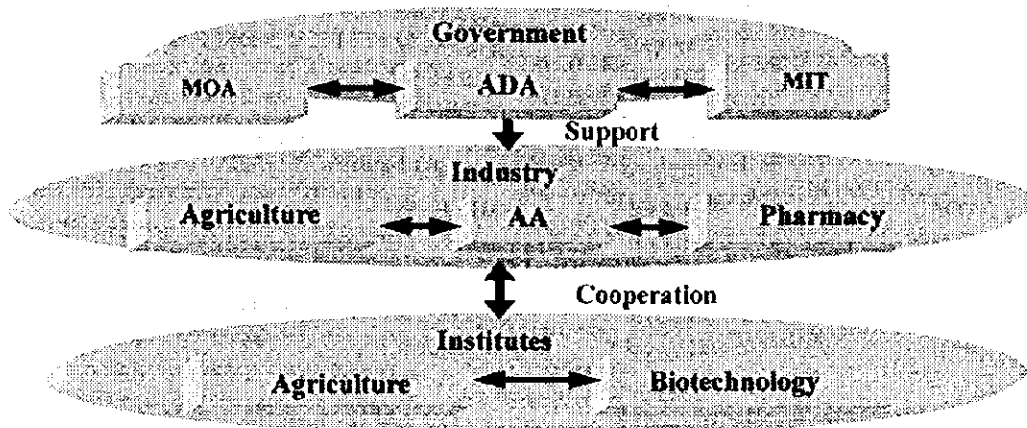 Government
MOA ADA MIT
Support
Industry
Agriculture AA Pharmacy
Cooperation
Institutes
Agriculture Biotechnology